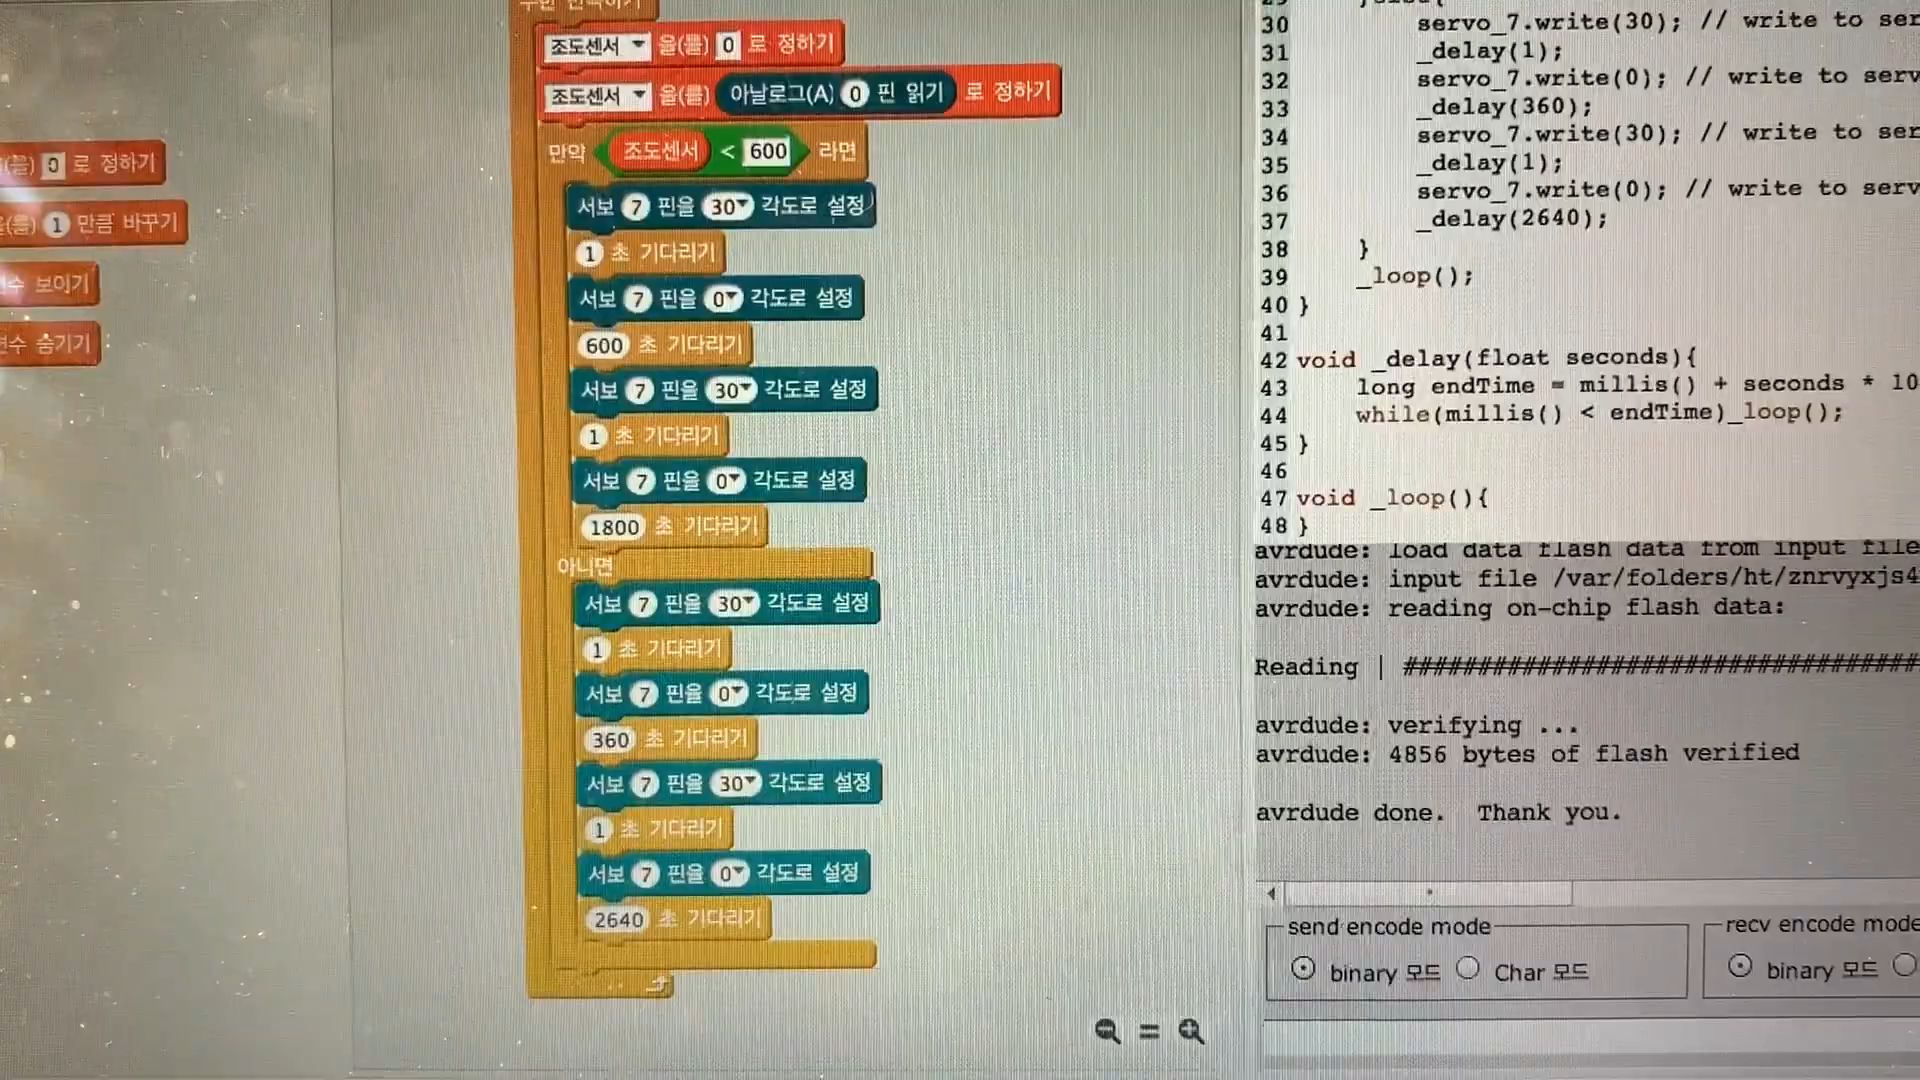 조도센서 을(를) 0 로 정하기
조도센서 을(를) 아날로그(A) 0 핀 읽기 로 정하기
만약 조도센서 < 600 라면
서보 7 핀을 30 각도로 설정
1 초 기다리기
서보 7 핀을 0 각도로 설정
600 초 기다리기
서보 7 핀을 30 각도로 설정
1 초 기다리기
서보 7 핀을 0 각도로 설정
1800 초 기다리기
아니면
서보 7 핀을 30 각도로 설정
1 초 기다리기
서보 7 핀을 0 각도로 설정
360 초 기다리기
서보 7 핀을 30 각도로 설정
1 초 기다리기
서보 7 핀을 0 각도로 설정
2640 초 기다리기
(를) 0 로 정하기
(를) 1 만큼 바꾸기
보이기
숨기기
30 servo_7.write(30); // write to ser
31 _delay(1);
32 servo_7.write(0); // write to serv
33 _delay(360);
34 servo_7.write(30); // write to ser
35 _delay(1);
36 servo_7.write(0); // write to serv
37 _delay(2640);
38 }
39 _loop();
40 }
41
42 void _delay(float seconds){
43 long endTime = millis() + seconds * 10
44 while(millis() < endTime)_loop();
45 }
46
47 void _loop(){
48 }
avrdude: load data flash data from input file
avrdude: input file /var/folders/ht/znrvyxjs4
avrdude: reading on-chip flash data:
Reading | ###################################
avrdude: verifying ...
avrdude: 4856 bytes of flash verified
avrdude done. Thank you.
send encode mode
binary 모드 Char 모드
recv encode mode
binary 모드